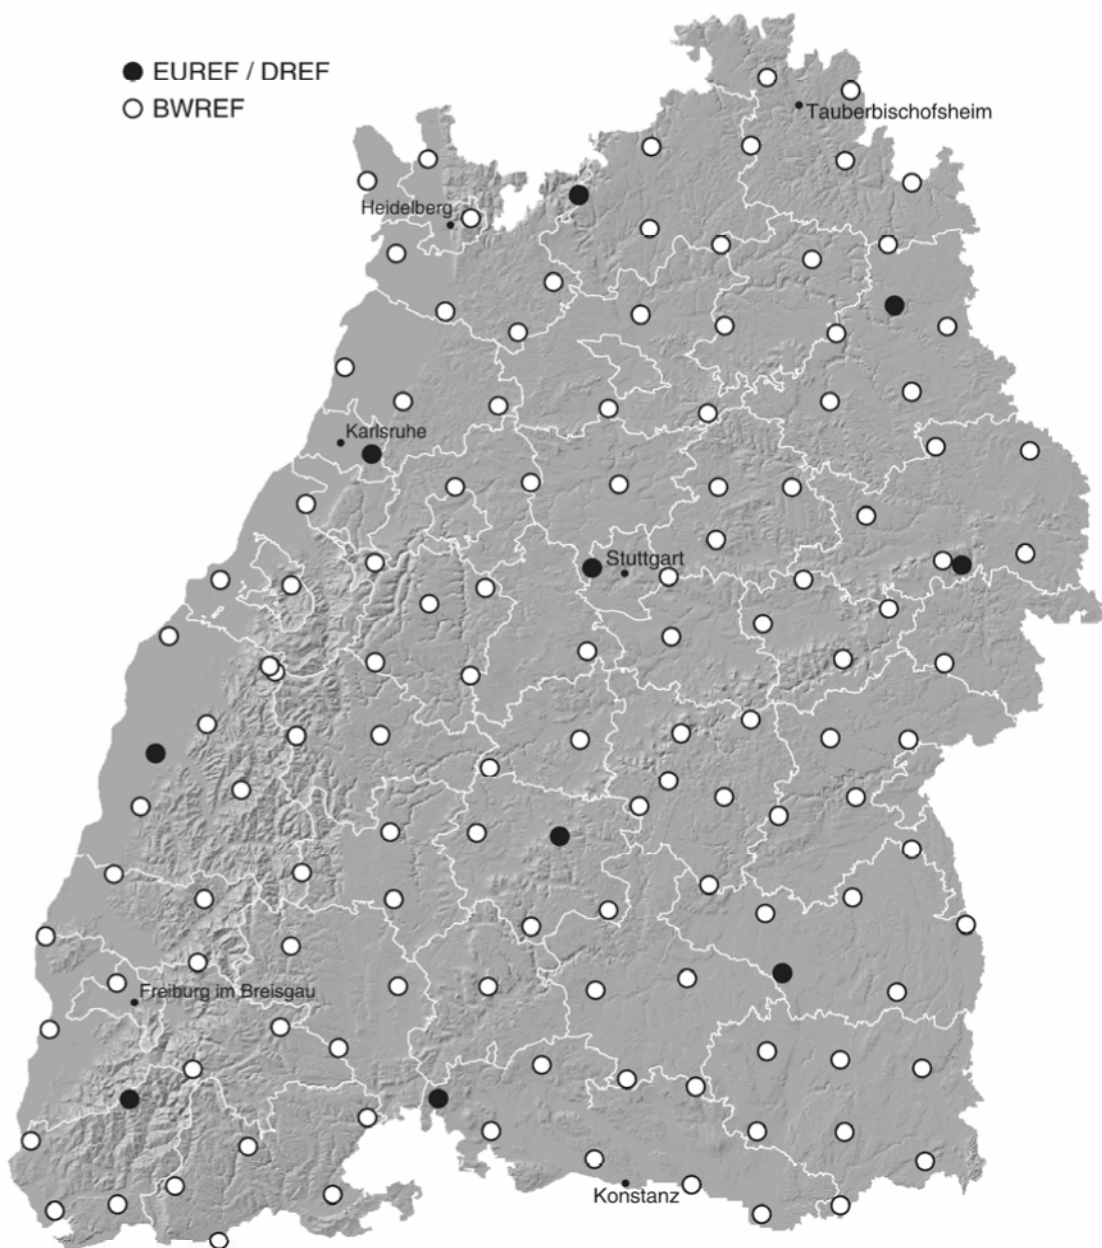 EUREF / DREF
BWREF
Tauberbischofsheim
Heidelberg
Karlsruhe
Stuttgart
Freiburg im Breisgau
Konstanz